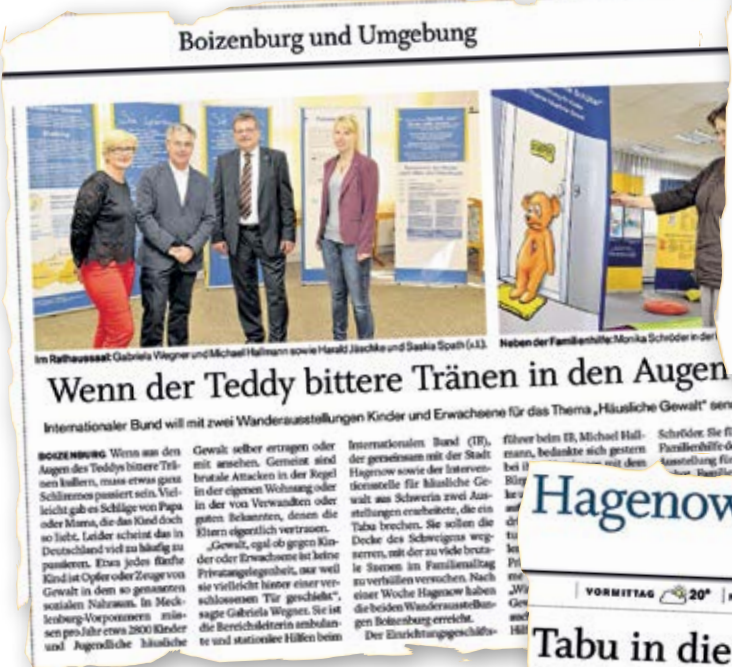 Boizenburg und Umgebung
Im Rathaussaal: Gabriela Wegner und Michael Hallmann sowie Harald Jäschke und Saskia Spath (v.l.).
Neben der Familienhilfe: Monika Schröder in der
Wenn der Teddy bittere Tränen in den Augen
Internationaler Bund will mit zwei Wanderausstellungen Kinder und Erwachsene für das Thema „Häusliche Gewalt“
BOIZENBURG Wenn aus den
Augen des Teddys bittere Trä-
nen kullern, muss etwas ganz
Schlimmes passiert sein. Viel-
leicht gab es Schläge von Papa
oder Mama, die das Kind doch
so liebt. Leider scheint das in
Deutschland viel zu häufig zu
passieren. Etwa jedes fünfte
Kind ist Opfer oder Zeuge von
Gewalt in dem so genannten
sozialen Nahraum. In Meck-
lenburg-Vorpommern müs-
sen pro Jahr etwa 2800 Kinder
und Jugendliche häusliche
Gewalt selber ertragen oder
mit ansehen. Gemeint sind
brutale Attacken in der Regel
in der eigenen Wohnung oder
in der von Verwandten oder
guten Bekannten, denen die
Eltern eigentlich vertrauen.
„Gewalt, egal ob gegen Kin-
der oder Erwachsene ist keine
Privatangelegenheit, nur weil
sie vielleicht hinter einer ver-
schlossenen Tür geschieht“,
sagte Gabriela Wegner. Sie ist
die Bereichsleiterin ambulan-
te und stationäre Hilfen beim
Internationalen Bund (IB),
der gemeinsam mit der Stadt
Hagenow sowie der Interven-
tionsstelle für häusliche Ge-
walt aus Schwerin zwei Aus-
stellungen erarbeitete, die ein
Tabu brechen. Sie sollen die
Decke des Schweigens weg-
zerren, mit der zu viele bruta-
le Szenen im Familienalltag
zu verhüllen versuchen. Nach
einer Woche Hagenow haben
die beiden Wanderausstellun-
gen Boizenburg erreicht.
Der Einrichtungsgeschäfts-
führer beim IB, Michael Hall-
mann, bedankte sich gestern
bei
mit dem
Schröder. Sie
Familienhilfe
Ausstellung
Hagenow
VORMITTAG 20°
Tabu in die